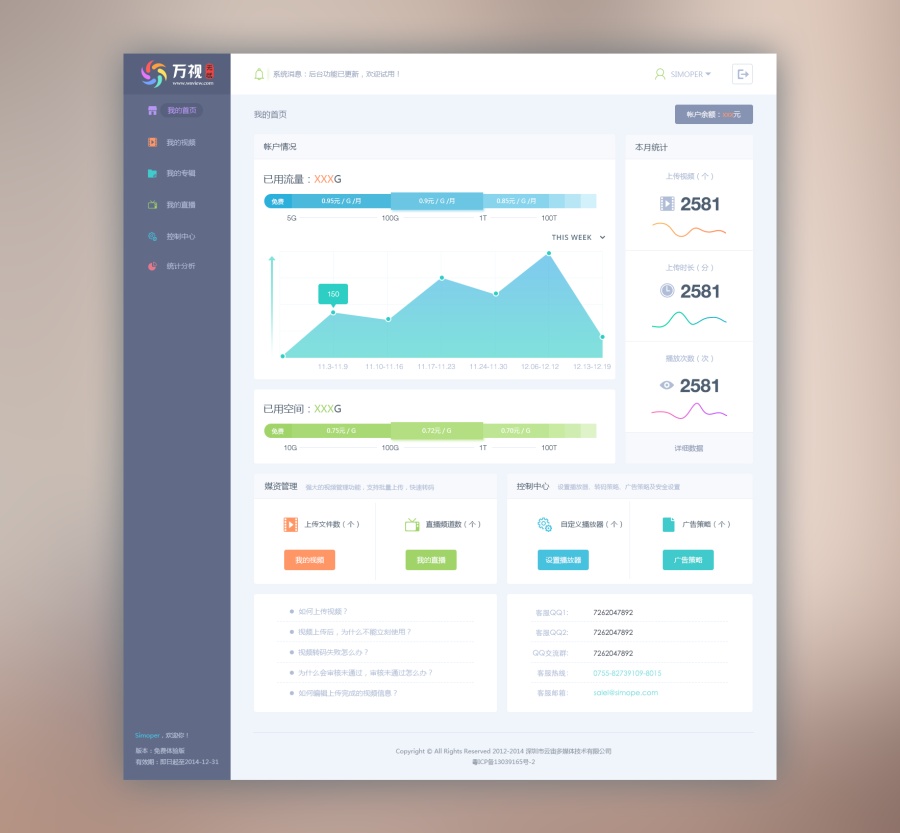 万视
www.wanview.com
系统消息：后台功能已更新，欢迎试用！
SIMOPER
我的首页
我的视频
我的专辑
我的直播
控制中心
统计分析
我的首页
帐户余额：xxx元
帐户情况
已用流量：XXXG
免费 0.95元 / G /月 0.9元 / G /月 0.85元 / G /月
5G 100G 1T 100T
THIS WEEK
150
11.3-11.9 11.10-11.16 11.17-11.23 11.24-11.30 12.06-12.12 12.13-12.19
已用空间：XXXG
免费 0.75元 / G 0.72元 / G 0.70元 / G
10G 100G 1T 100T
本月统计
上传视频（个）
2581
上传时长（分）
2581
播放次数（次）
2581
详细数据
媒资管理 强大的视频管理功能，支持批量上传，快速转码
上传文件数（个） 直播频道数（个）
我的视频 我的直播
控制中心 设置播放器、转码策略、广告策略及安全设置
自定义播放器（个） 广告策略（个）
设置播放器 广告策略
如何上传视频？
视频上传后，为什么不能立刻使用？
视频转码失败怎么办？
为什么会审核未通过，审核未通过怎么办？
如何编辑上传完成的视频信息？
客服QQ1: 7262047892
客服QQ2: 7262047892
QQ交流群: 7262047892
客服热线: 0755-82739109-8015
客服邮箱: saler@simope.com
Simoper，欢迎你！
版本：免费体验版
有效期：即日起至2014-12-31
Copyright © All Rights Reserved 2012-2014 深圳市云宙多媒体技术有限公司
粤ICP备13039165号-2